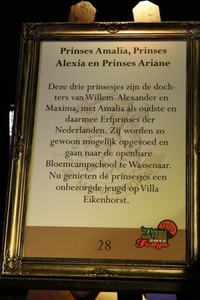 Prinses Amalia, Prinses
Alexia en Prinses Ariane
Deze drie prinsesjes zijn de doch-
ters van Willem-Alexander en
Maxima, met Amalia als oudste en
daarmee Erfprinses der
Nederlanden. Zij worden zo
gewoon mogelijk opgevoed en
gaan naar de openbare
Bloemcampschool te Wassenaar.
Nu genieten de prinsesjes een
onbezorgde jeugd op Villa
Eikenhorst.
28